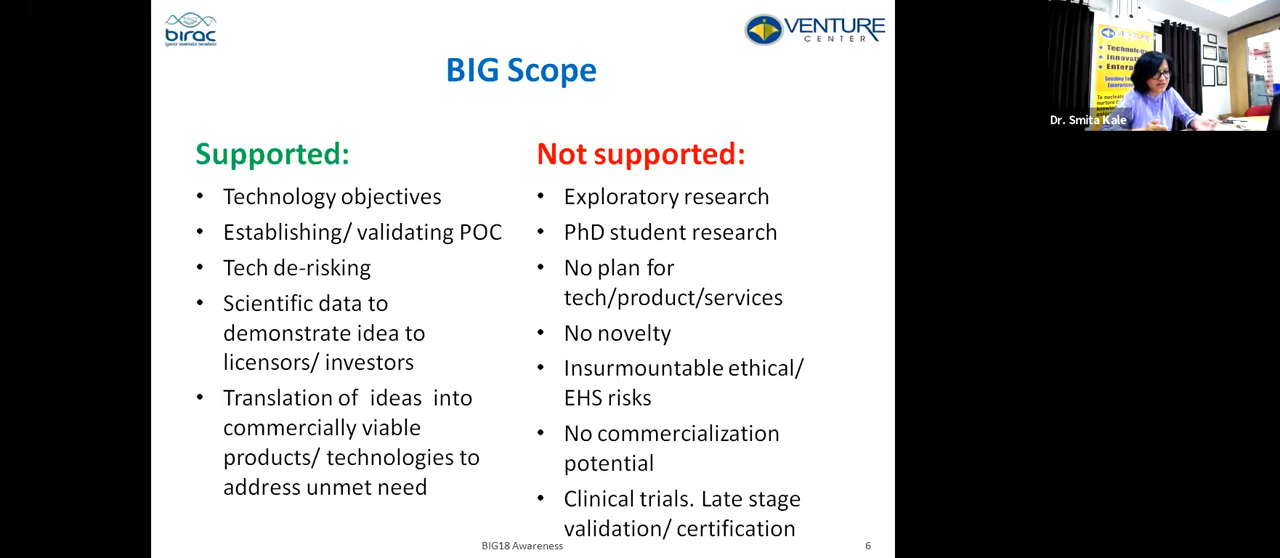 birac
VENTURE
CENTER
BIG Scope
Supported:
• Technology objectives
• Establishing/ validating POC
• Tech de-risking
• Scientific data to
demonstrate idea to
licensors/ investors
• Translation of ideas into
commercially viable
products/ technologies to
address unmet need
Not supported:
• Exploratory research
• PhD student research
• No plan for
tech/product/services
• No novelty
• Insurmountable ethical/
EHS risks
• No commercialization
potential
• Clinical trials. Late stage
validation/ certification
BIG18 Awareness
6
Dr. Smita Kale